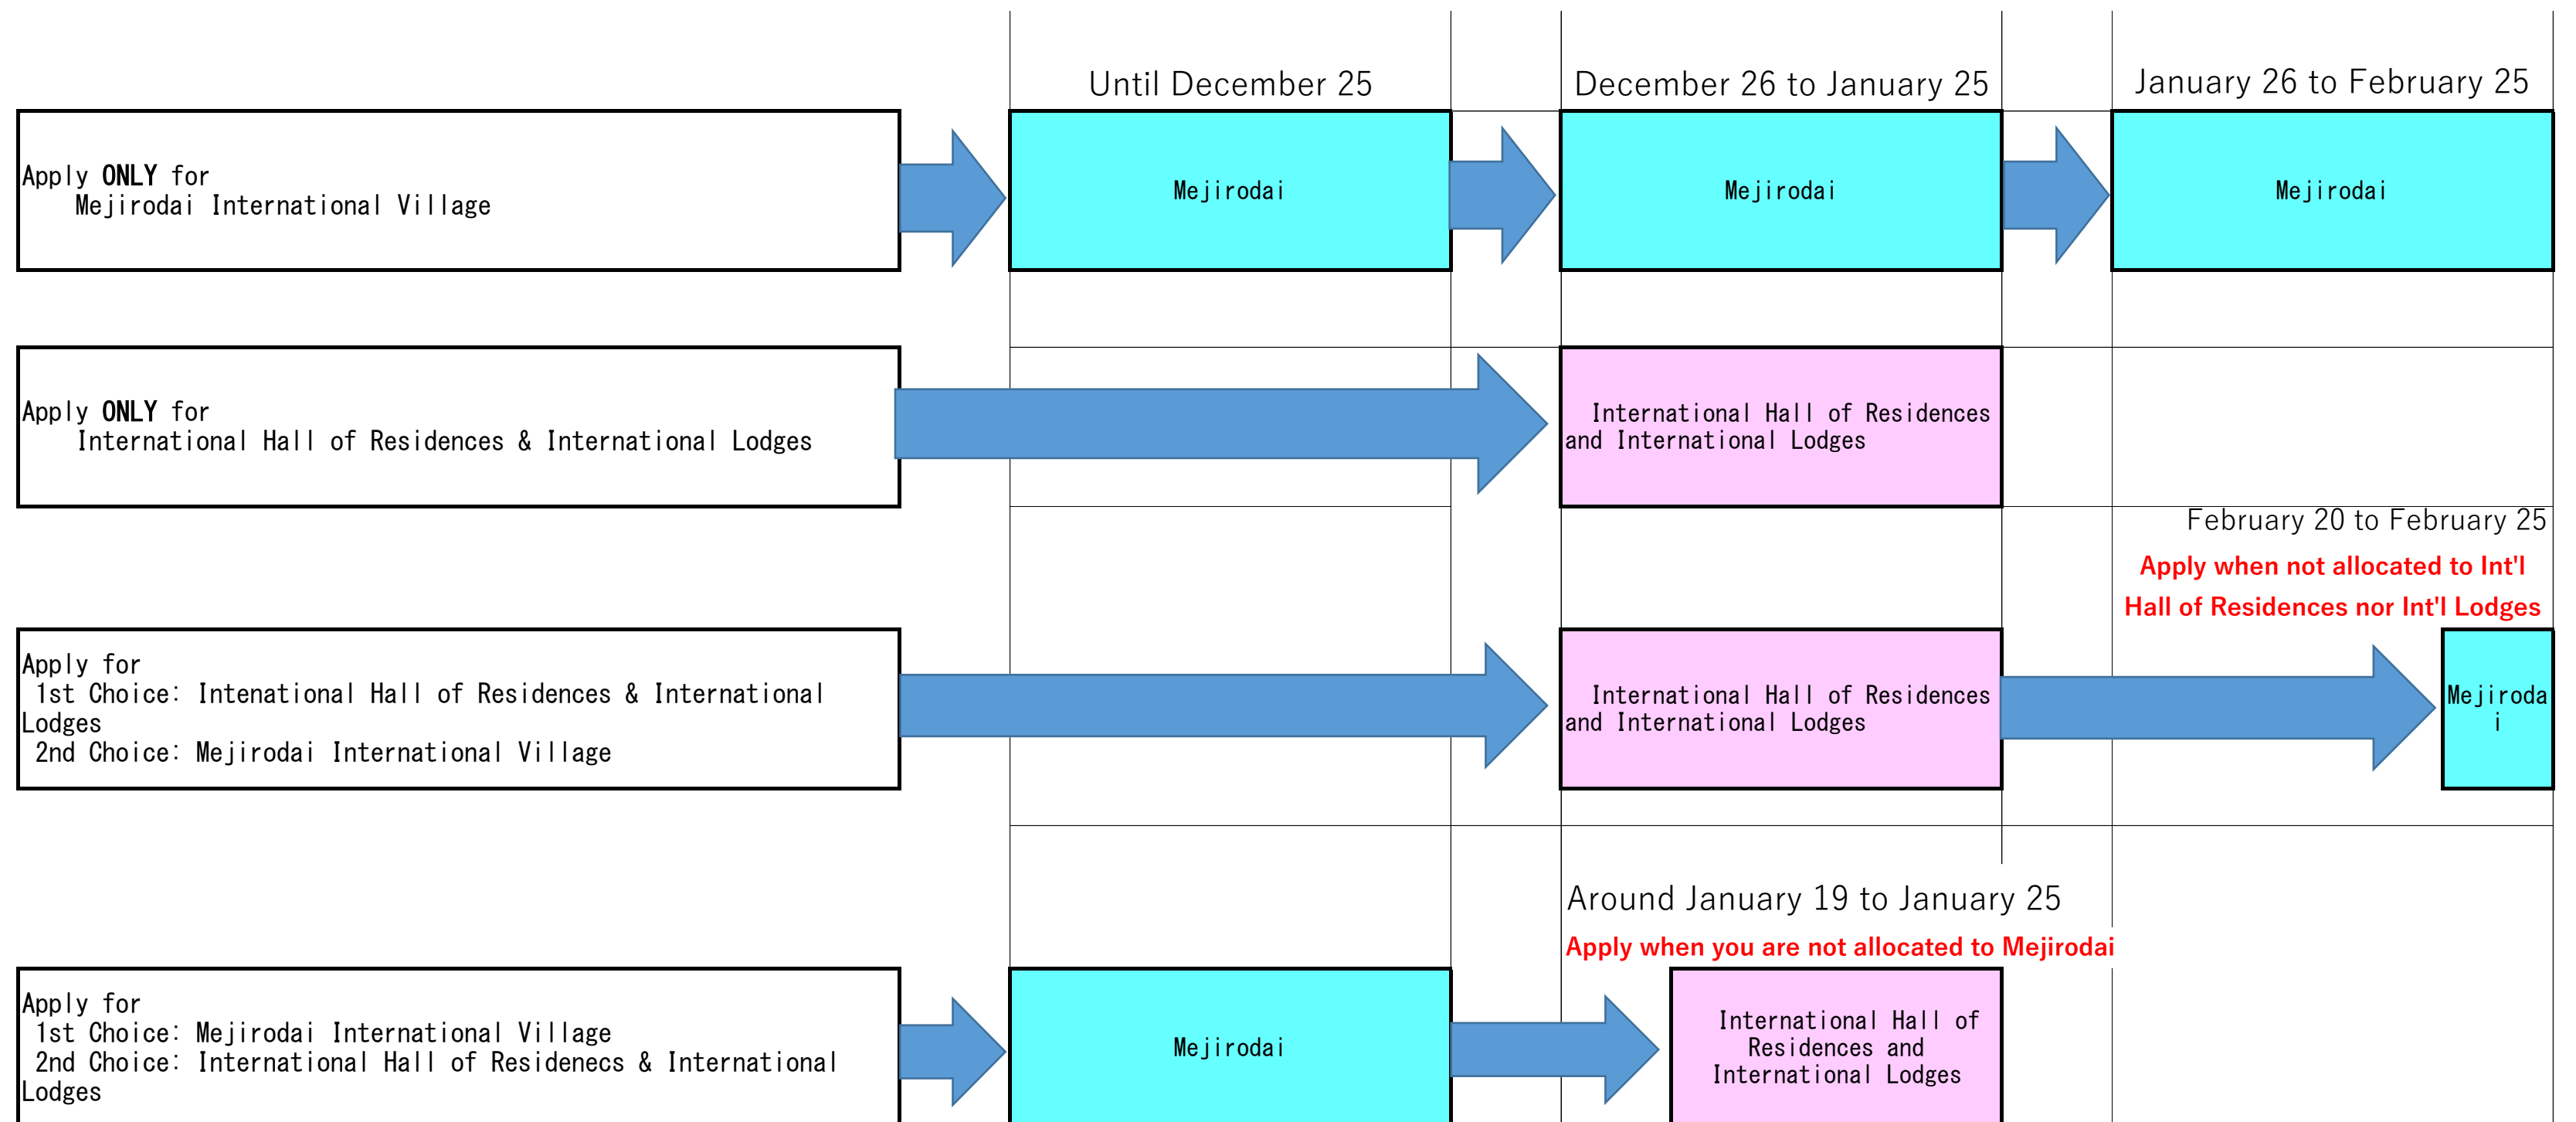 Until December 25
December 26 to January 25
January 26 to February 25
Apply ONLY for
Mejirodai International Village
Mejirodai
Mejirodai
Mejirodai
Apply ONLY for
International Hall of Residences & International Lodges
International Hall of Residences
and International Lodges
February 20 to February 25
Apply when not allocated to Int'l
Hall of Residences nor Int'l Lodges
Apply for
1st Choice: Intenational Hall of Residences & International
Lodges
2nd Choice: Mejirodai International Village
International Hall of Residences
and International Lodges
Mejiroda
i
Around January 19 to January 25
Apply when you are not allocated to Mejirodai
Apply for
1st Choice: Mejirodai International Village
2nd Choice: International Hall of Residenecs & International
Lodges
Mejirodai
International Hall of
Residences and
International Lodges